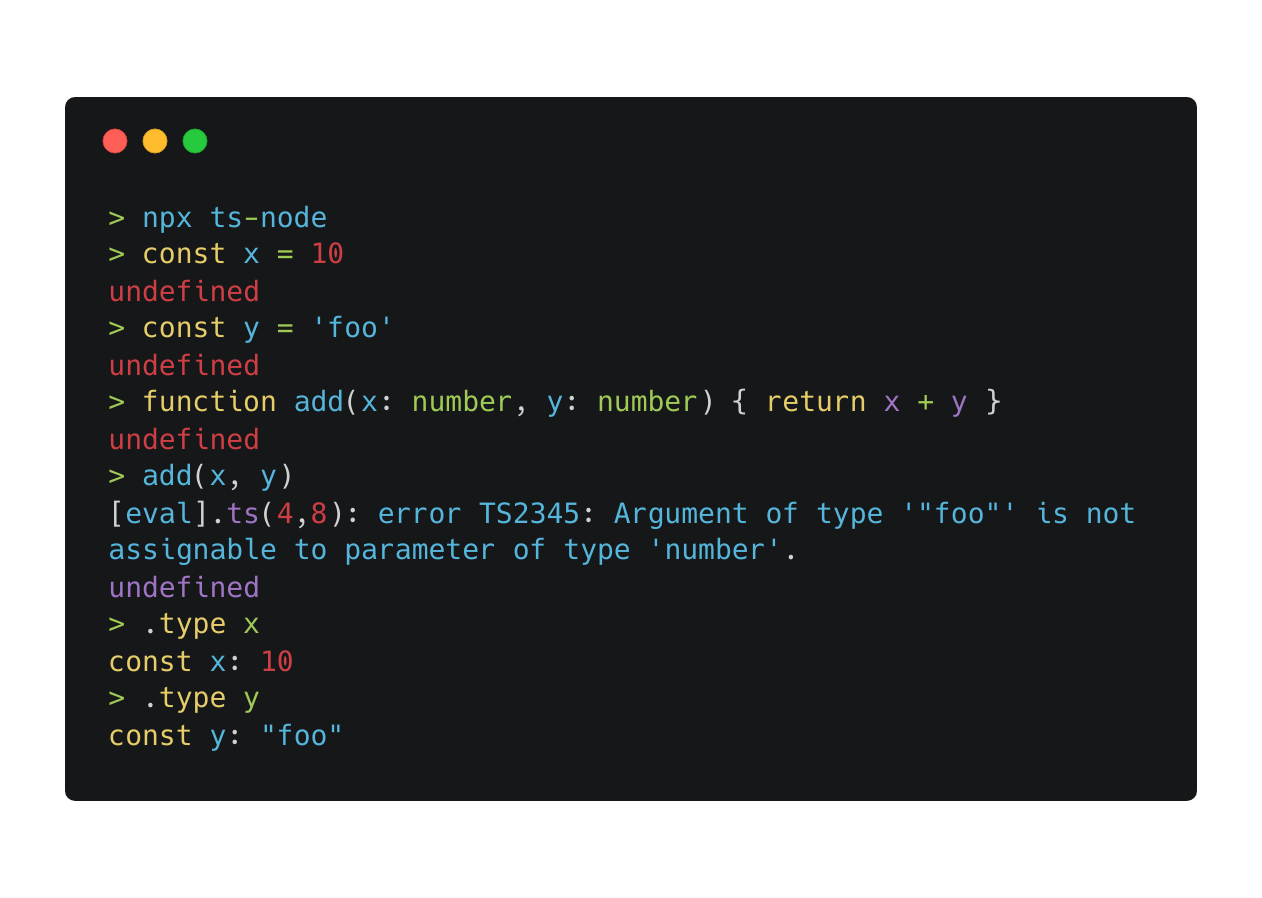 > npx ts-node
> const x = 10
undefined
> const y = 'foo'
undefined
> function add(x: number, y: number) { return x + y }
undefined
> add(x, y)
[eval].ts(4,8): error TS2345: Argument of type '"foo"' is not
assignable to parameter of type 'number'.
undefined
> .type x
const x: 10
> .type y
const y: "foo"